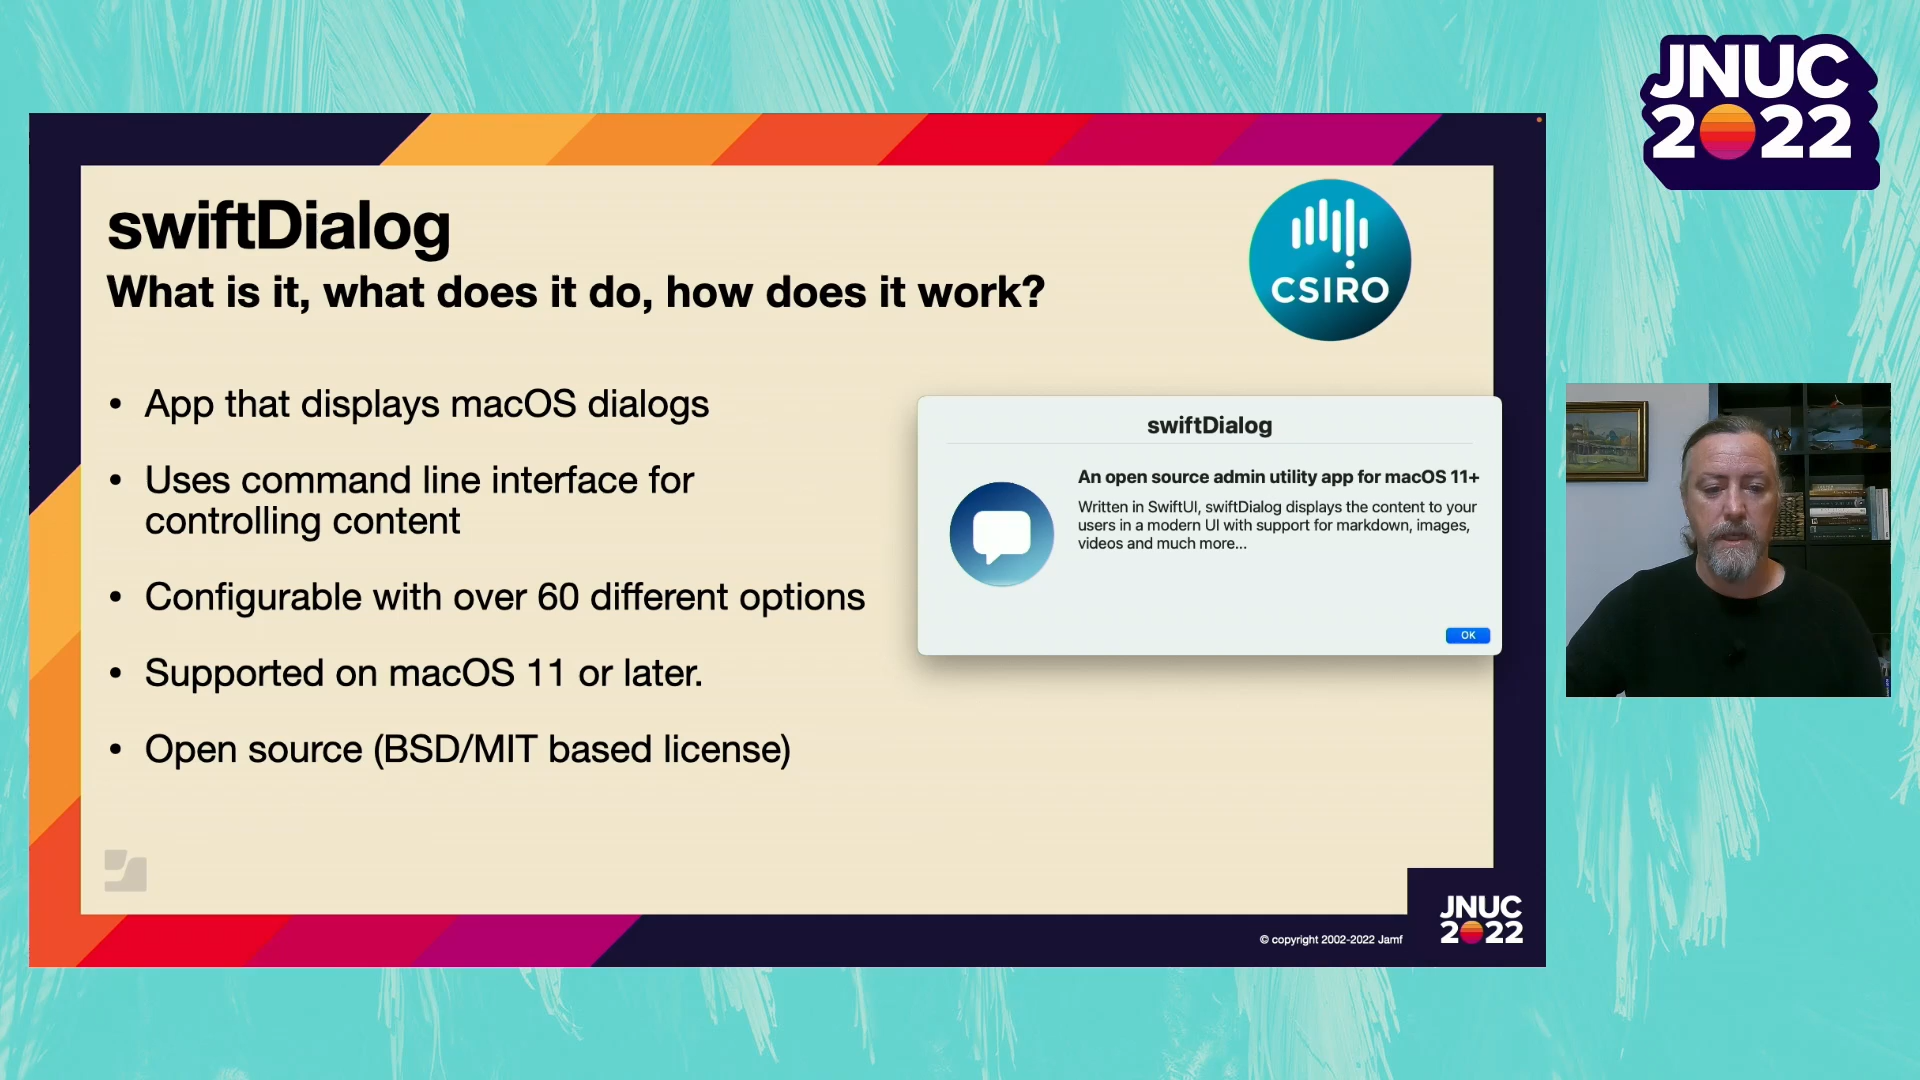 JNUC
2022
swiftDialog
What is it, what does it do, how does it work?
CSIRO
• App that displays macOS dialogs
• Uses command line interface for
controlling content
• Configurable with over 60 different options
• Supported on macOS 11 or later.
• Open source (BSD/MIT based license)
swiftDialog
An open source admin utility app for macOS 11+
Written in SwiftUI, swiftDialog displays the content to your
users in a modern UI with support for markdown, images,
videos and much more...
OK
© copyright 2002-2022 Jamf
JNUC
2022